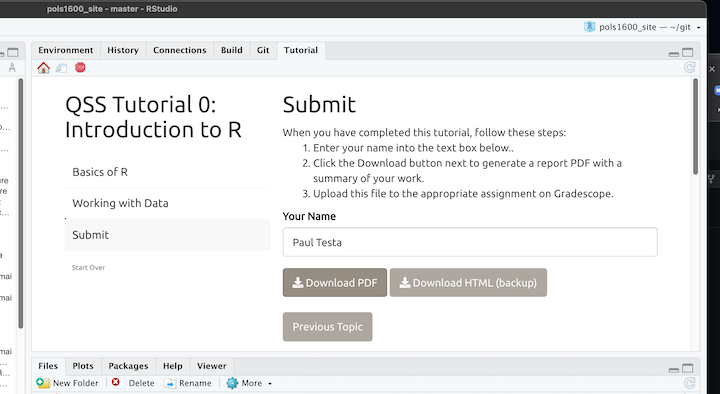 pols1600_site - master - RStudio
pols1600_site — ~/git
Environment History Connections Build Git Tutorial
QSS Tutorial 0:
Introduction to R
Basics of R
Working with Data
Submit
Start Over
Submit
When you have completed this tutorial, follow these steps:
1. Enter your name into the text box below..
2. Click the Download button next to generate a report PDF with a
summary of your work.
3. Upload this file to the appropriate assignment on Gradescope.
Your Name
Paul Testa
Download PDF Download HTML (backup)
Previous Topic
Files Plots Packages Help Viewer
New Folder Delete Rename More